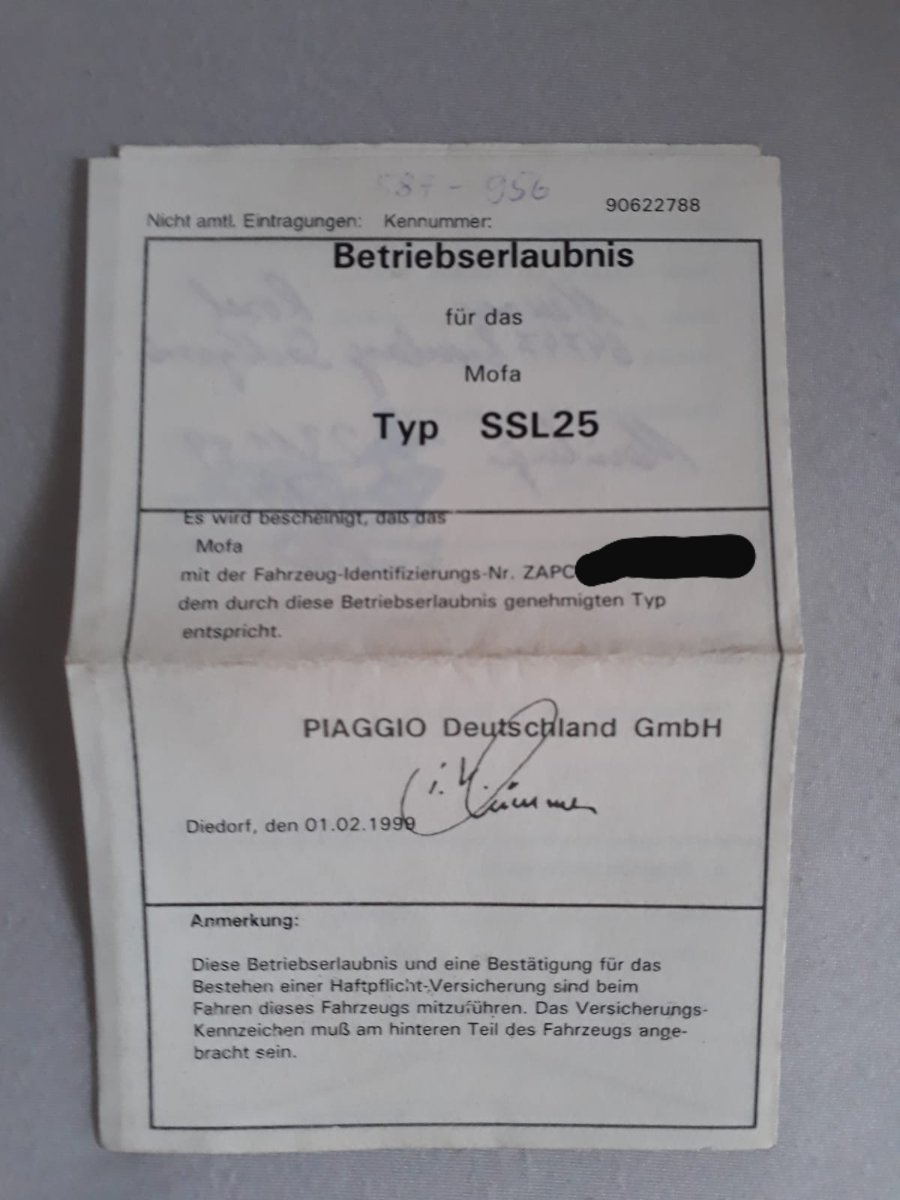 587 - 956
90622788
Nicht amtl. Eintragungen: Kennummer:
Betriebserlaubnis
für das
Mofa
Typ SSL25
Es wird bescheinigt, daß das
Mofa
mit der Fahrzeug-Identifizierungs-Nr. ZAPC
dem durch diese Betriebserlaubnis genehmigten Typ
entspricht.
PIAGGIO Deutschland GmbH
Diedorf, den 01.02.1999
Anmerkung:
Diese Betriebserlaubnis und eine Bestätigung für das
Bestehen einer Haftpflicht-Versicherung sind beim
Fahren dieses Fahrzeugs mitzuführen. Das Versicherungs-
Kennzeichen muß am hinteren Teil des Fahrzeugs ange-
bracht sein.